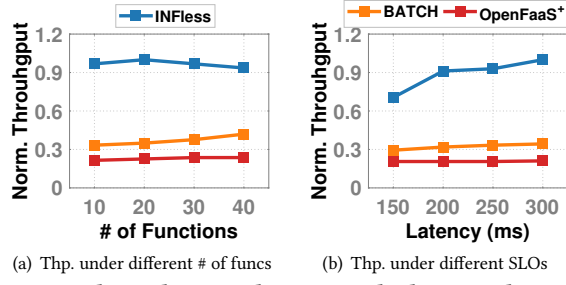 INFless
BATCH OpenFaaS+
Norm. Throuhgput
1.2
0.9
0.6
0.3
0
10 20 30 40
# of Functions
(a) Thp. under different # of funcs
Norm. Throuhgput
1.2
0.9
0.6
0.3
0
150 200 250 300
Latency (ms)
(b) Thp. under different SLOs